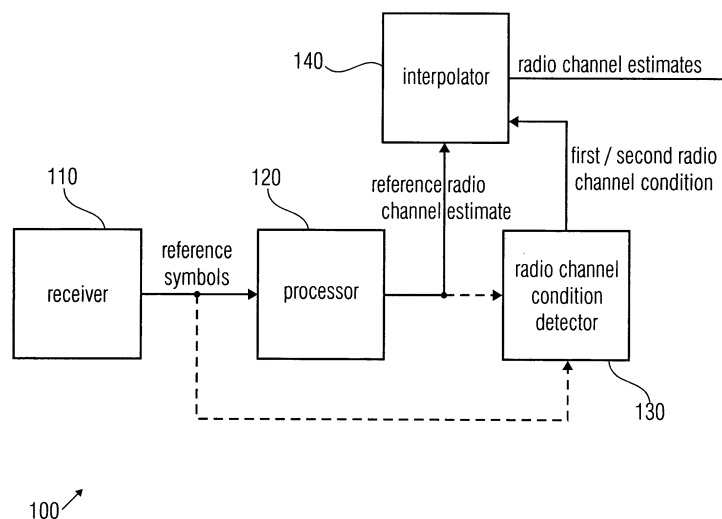 140
interpolator
radio channel estimates
first / second radio
channel condition
110
120
reference radio
channel estimate
receiver
reference
symbols
processor
radio channel
condition
detector
130
100